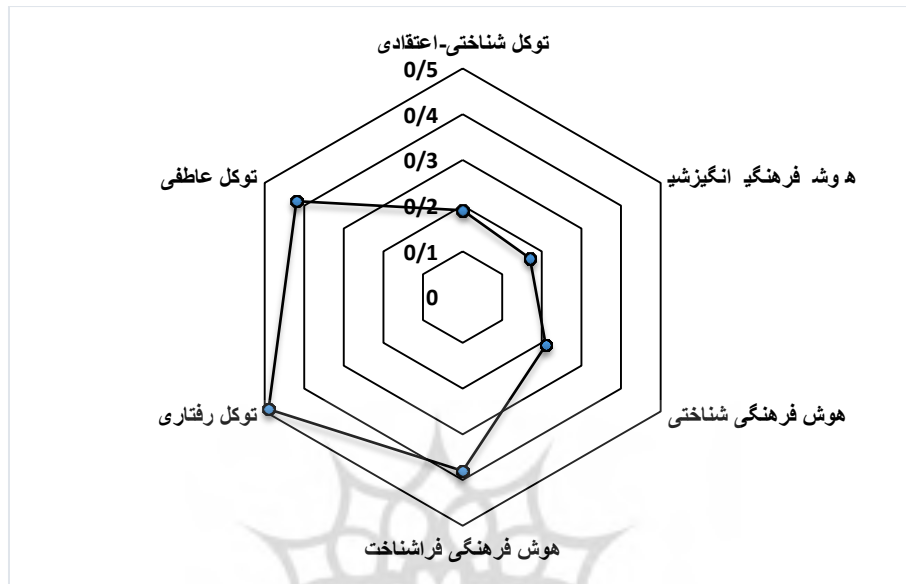 توکل شناختی-اعتقادی
0/5
0/4
0/3
0/2
0/1
0
هوش فرهنگی انگیزشی
توکل عاطفی
هوش فرهنگی شناختی
توکل رفتاری
هوش فرهنگی فراشناخت